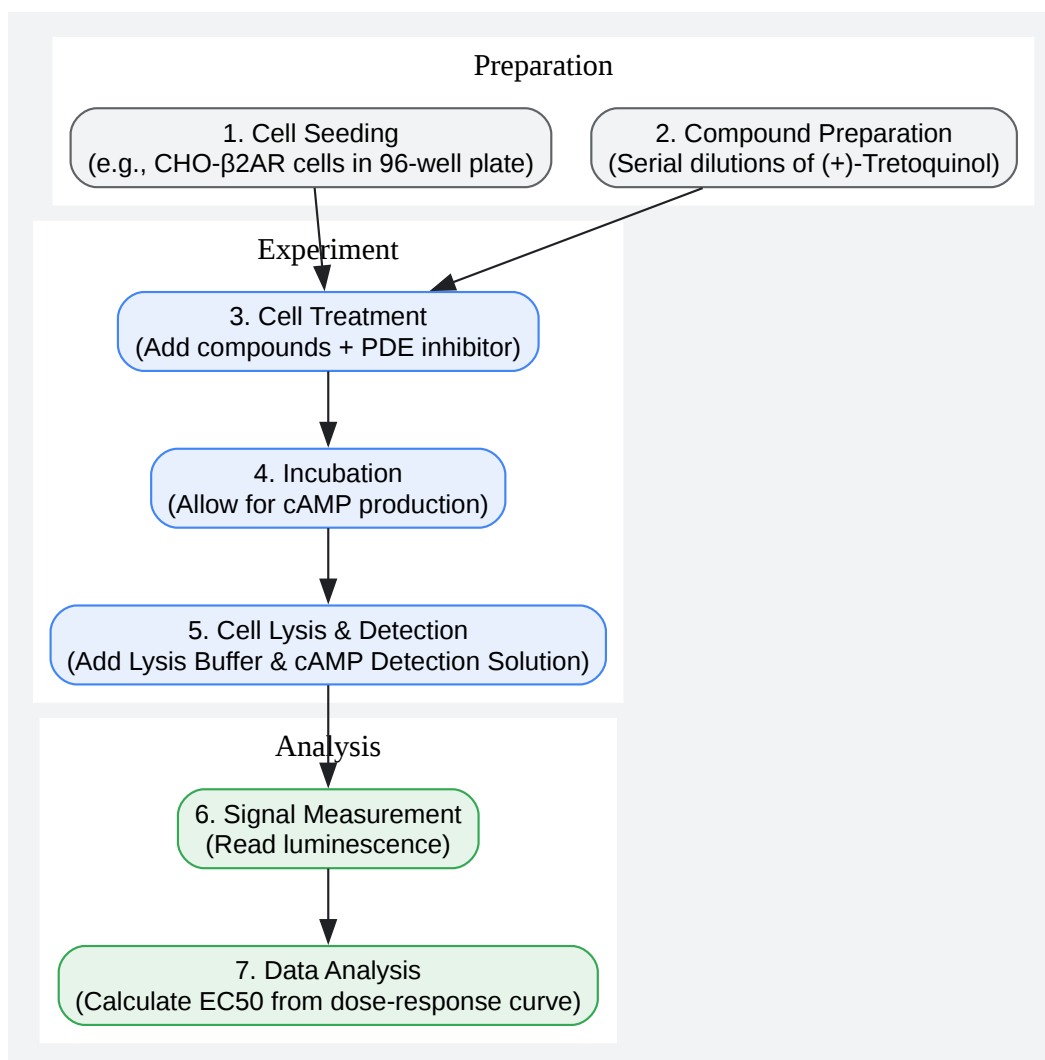 Preparation
1. Cell Seeding
(e.g., CHO-β2AR cells in 96-well plate)
2. Compound Preparation
(Serial dilutions of (+)-Tretoquinol)
Experiment
3. Cell Treatment
(Add compounds + PDE inhibitor)
4. Incubation
(Allow for cAMP production)
5. Cell Lysis & Detection
(Add Lysis Buffer & cAMP Detection Solution)
Analysis
6. Signal Measurement
(Read luminescence)
7. Data Analysis
(Calculate EC50 from dose-response curve)